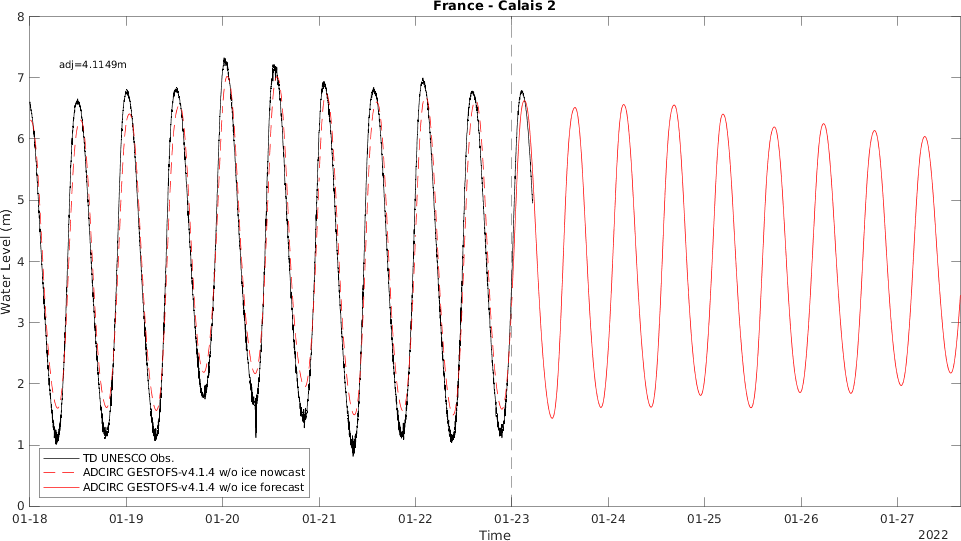 France - Calais 2
adj=4.1149m
8
7
6
5
4
3
2
1
0
Water Level (m)
TD UNESCO Obs.
ADCIRC GESTOFS-v4.1.4 w/o ice nowcast
ADCIRC GESTOFS-v4.1.4 w/o ice forecast
01-18 01-19 01-20 01-21 01-22 01-23 01-24 01-25 01-26 01-27
Time
2022